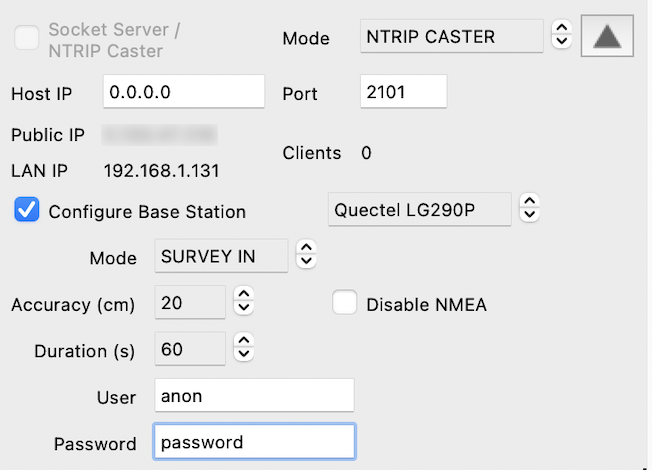 Socket Server /
NTRIP Caster
Mode NTRIP CASTER
Host IP 0.0.0.0 Port 2101
Public IP
LAN IP 192.168.1.131
Clients 0
Configure Base Station Quectel LG290P
Mode SURVEY IN
Accuracy (cm) 20 Disable NMEA
Duration (s) 60
User anon
Password password